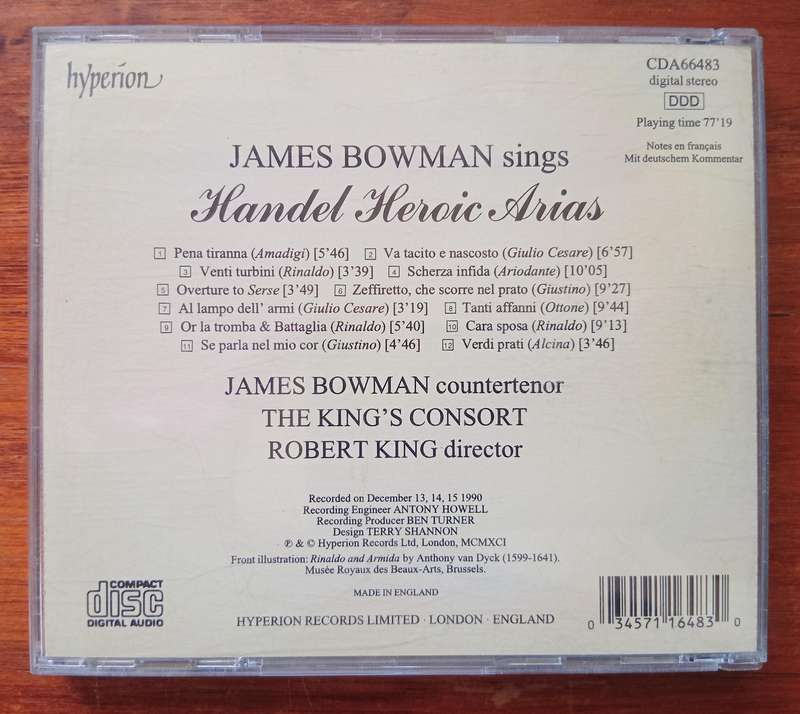 hyperion
CDA66483
digital stereo
DDD
Playing time 77'19
Notes en français
Mit deutschem Kommentar
JAMES BOWMAN sings
Handel Heroic Arias
1 Pena tiranna (Amadigi) [5'46] 2 Va tacito e nascosto (Giulio Cesare) [6'57]
3 Venti turbini (Rinaldo) [3'39] 4 Scherza infida (Ariodante) [10'05]
5 Overture to Serse [3'49] 6 Zeffiretto, che scorre nel prato (Giustino) [9'27]
7 Al lampo dell' armi (Giulio Cesare) [3'19] 8 Tanti affanni (Ottone) [9'44]
9 Or la tromba & Battaglia (Rinaldo) [5'40] 10 Cara sposa (Rinaldo) [9'13]
11 Se parla nel mio cor (Giustino) [4'46] 12 Verdi prati (Alcina) [3'46]
JAMES BOWMAN countertenor
THE KING'S CONSORT
ROBERT KING director
Recorded on December 13, 14, 15 1990
Recording Engineer ANTONY HOWELL
Recording Producer BEN TURNER
Design TERRY SHANNON
℗ & © Hyperion Records Ltd, London, MCMXCI
Front illustration: Rinaldo and Armida by Anthony van Dyck (1599-1641).
Musée Royaux des Beaux-Arts, Brussels.
MADE IN ENGLAND
HYPERION RECORDS LIMITED · LONDON · ENGLAND
COMPACT
disc
DIGITAL AUDIO
0 34571 16483 0